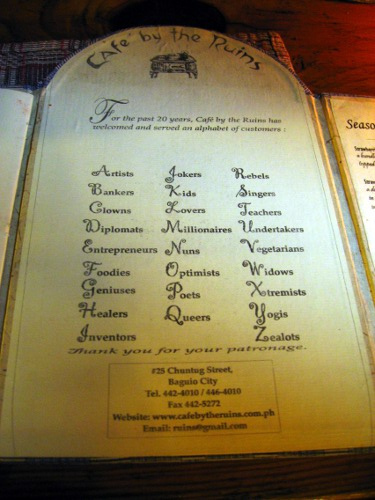 Café by the Ruins
For the past 20 years, Café by the Ruins has
welcomed and served an alphabet of customers :
Artists
Bankers
Clowns
Diplomats
Entrepreneurs
Foodies
Geniuses
Healers
Inventors
Jokers
Kids
Lovers
Millionaires
Nuns
Optimists
Poets
Queers
Rebels
Singers
Teachers
Undertakers
Vegetarians
Widows
Xtremists
Yogis
Zealots
Thank you for your patronage.
#25 Chuntug Street,
Baguio City
Tel. 442-4010 / 446-4010
Fax 442-8272
Website: www.cafebytheruins.com.ph
Email: ruins@gmail.com
Seaso